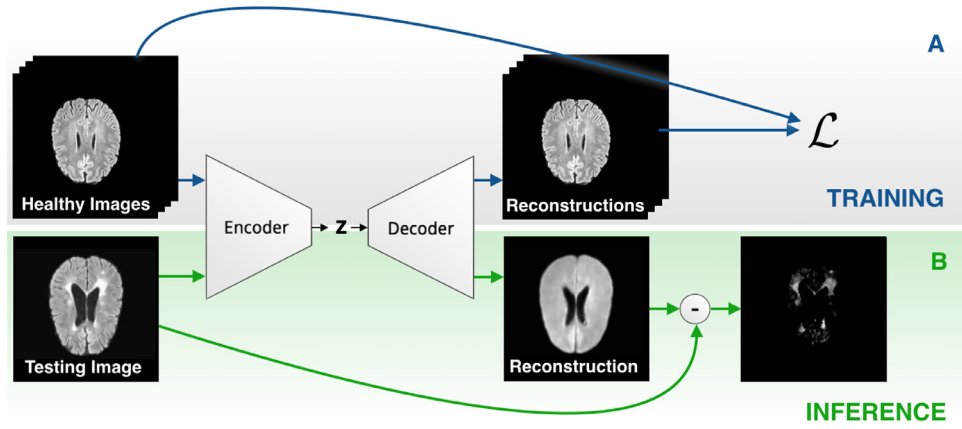 A
ℒ
Healthy Images
Reconstructions
TRAINING
Encoder
z
Decoder
B
-
Testing Image
Reconstruction
INFERENCE